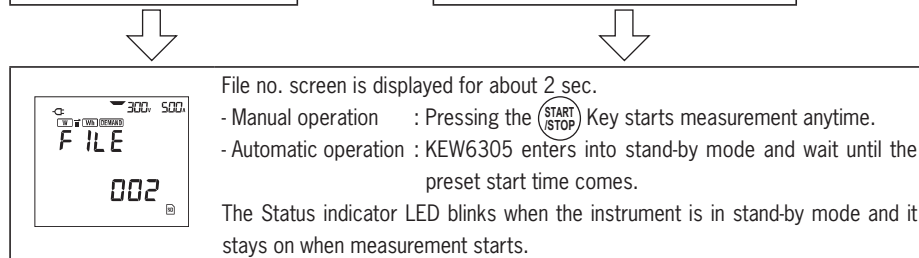 File no. screen is displayed for about 2 sec.
300V 500A
W Wh DEMAND
FILE
002
SD
- Manual operation : Pressing the START /STOP Key starts measurement anytime.
- Automatic operation : KEW6305 enters into stand-by mode and wait until the
preset start time comes.
The Status indicator LED blinks when the instrument is in stand-by mode and it
stays on when measurement starts.